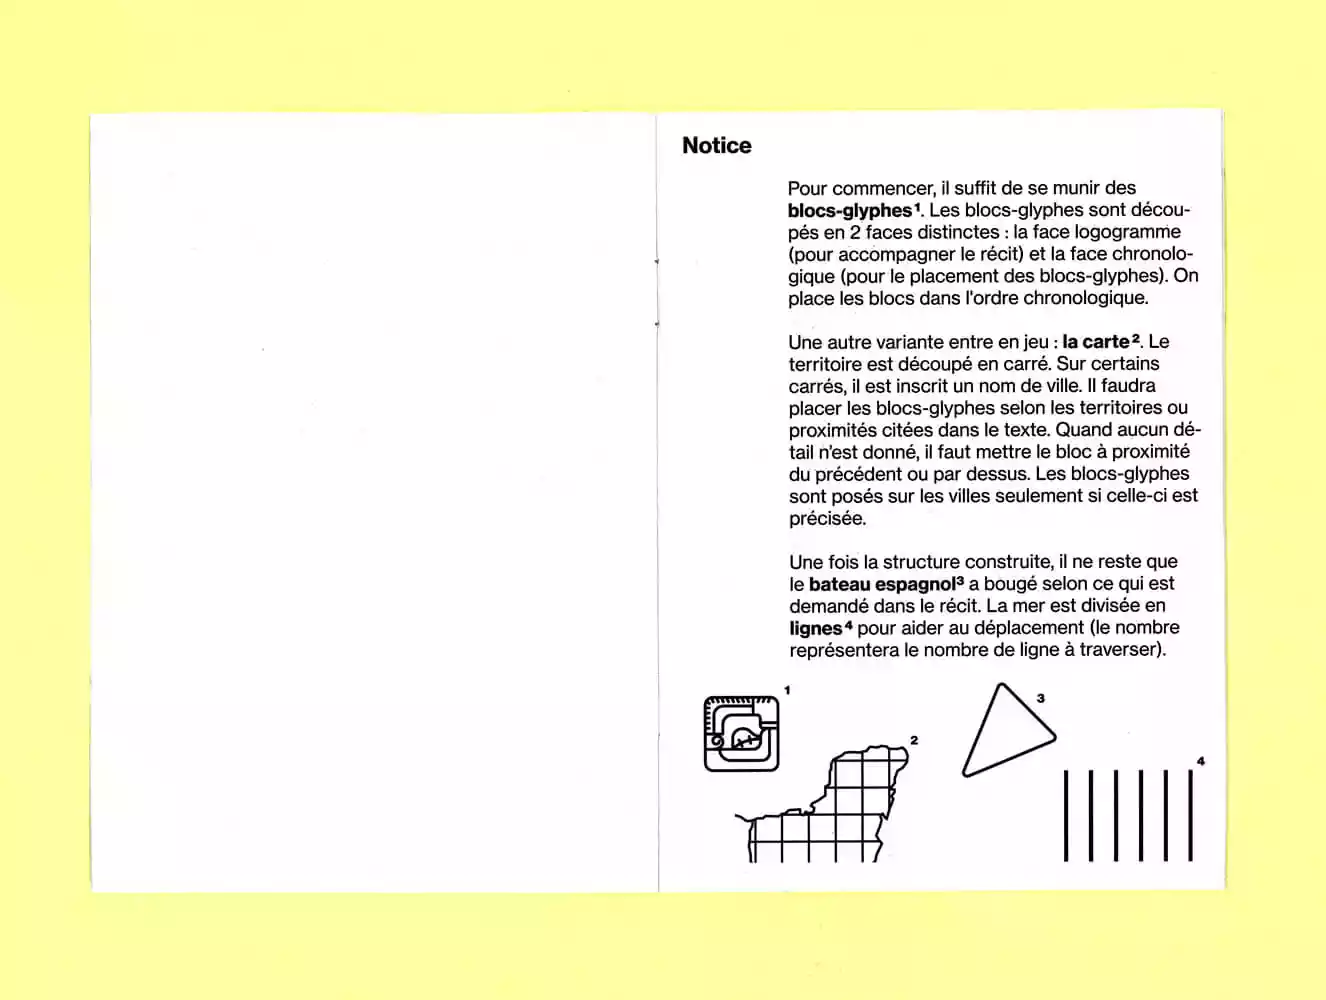 Notice
Pour commencer, il suffit de se munir des
blocs-glyphes¹. Les blocs-glyphes sont décou-
pés en 2 faces distinctes : la face logogramme
(pour accompagner le récit) et la face chronolo-
gique (pour le placement des blocs-glyphes). On
place les blocs dans l'ordre chronologique.
Une autre variante entre en jeu : la carte². Le
territoire est découpé en carré. Sur certains
carrés, il est inscrit un nom de ville. Il faudra
placer les blocs-glyphes selon les territoires ou
proximités citées dans le texte. Quand aucun dé-
tail n'est donné, il faut mettre le bloc à proximité
du précédent ou par dessus. Les blocs-glyphes
sont posés sur les villes seulement si celle-ci est
précisée.
Une fois la structure construite, il ne reste que
le bateau espagnol³ a bougé selon ce qui est
demandé dans le récit. La mer est divisée en
lignes⁴ pour aider au déplacement (le nombre
représentera le nombre de ligne à traverser).
1
2
3
4